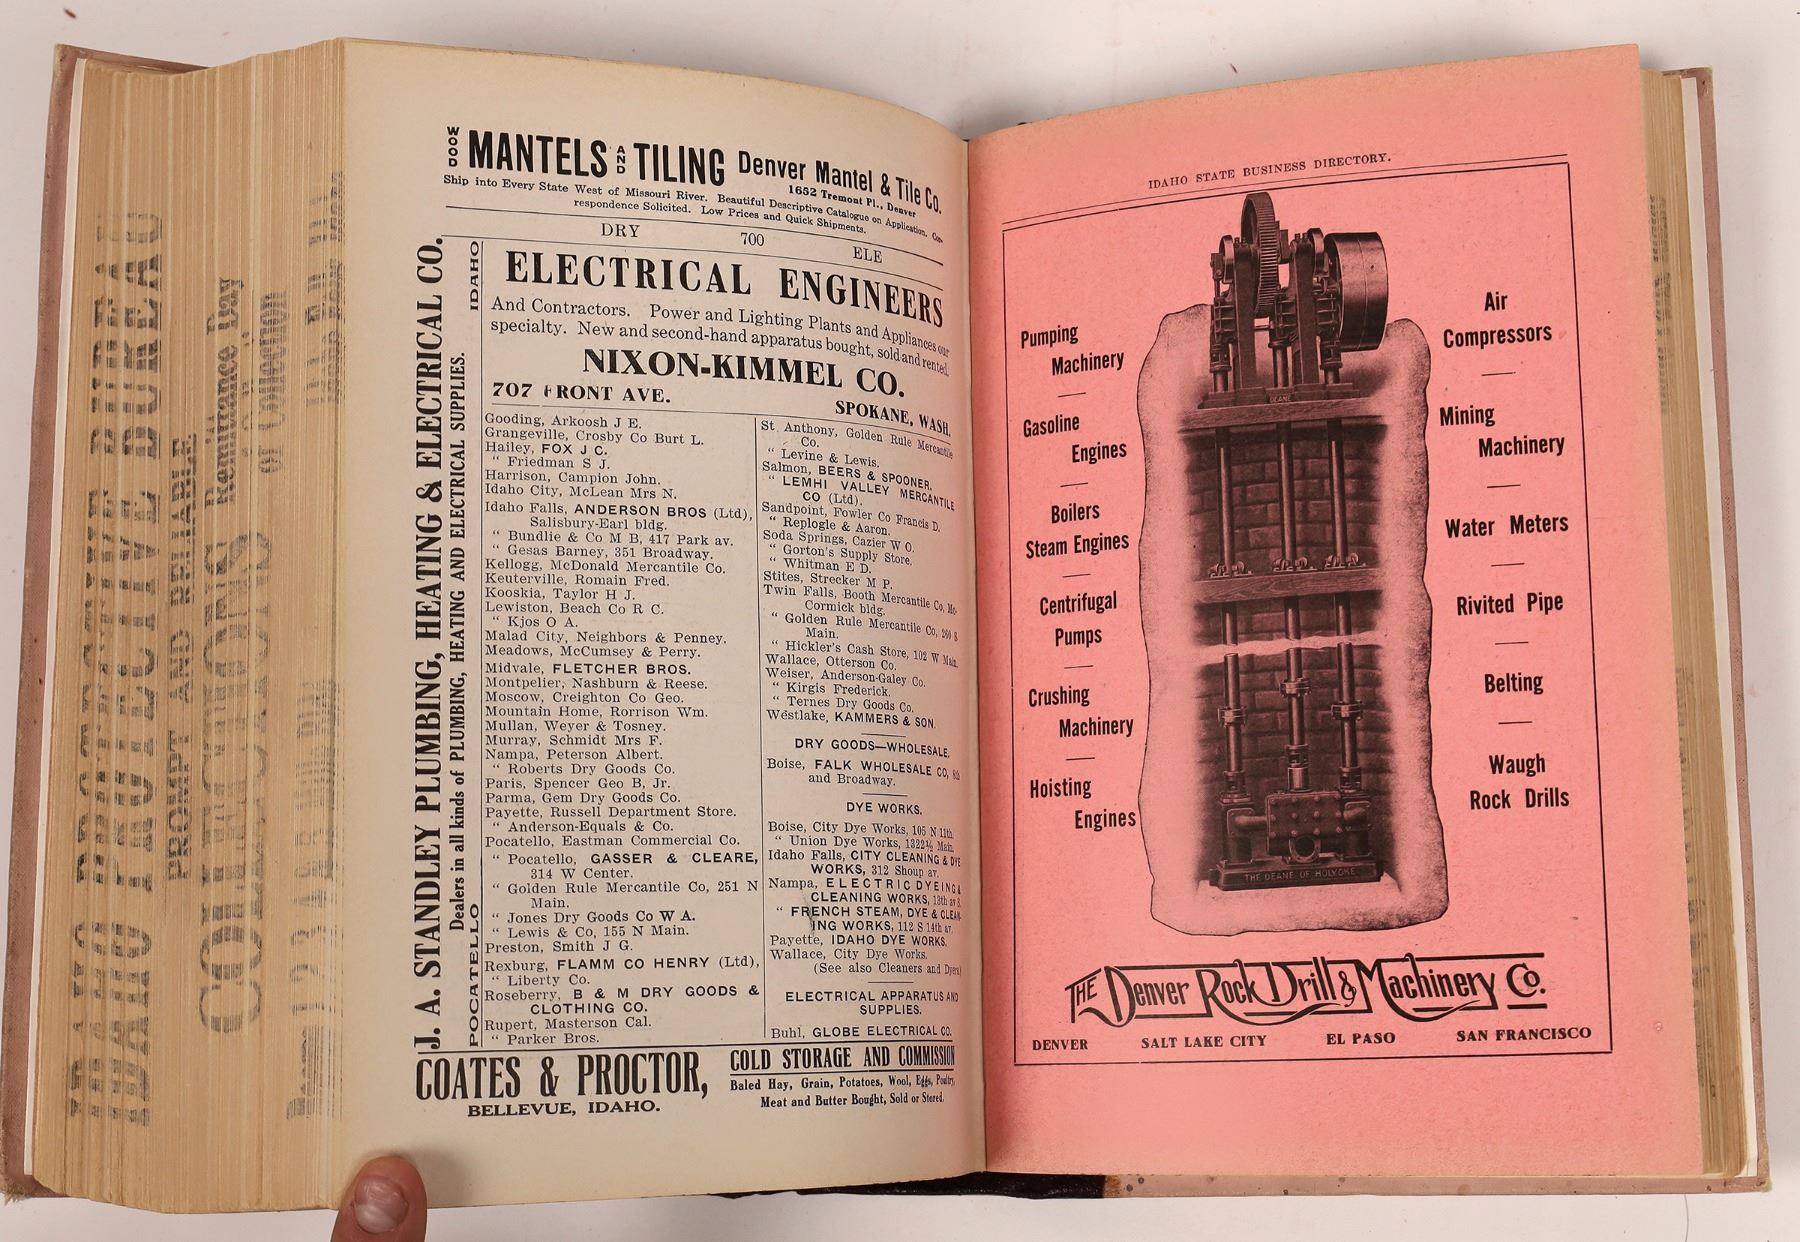 IDAHO PROTECTIVE BUREAU
PROMPT AND RELIABLE
COLLECTIONS
Remittance Day
of Collection
WOOD MANTELS AND TILING Denver Mantel & Tile Co.
1652 Tremont Pl., Denver
Ship into Every State West of Missouri River. Beautiful Descriptive Catalogue on Application. Cor-
respondence Solicited. Low Prices and Quick Shipments.
DRY 700 ELE
J. A. STANDLEY PLUMBING, HEATING & ELECTRICAL CO.
Dealers in all kinds of PLUMBING, HEATING AND ELECTRICAL SUPPLIES.
POCATELLO IDAHO
ELECTRICAL ENGINEERS
And Contractors. Power and Lighting Plants and Appliances our
specialty. New and second-hand apparatus bought, sold and rented.
NIXON-KIMMEL CO.
707 FRONT AVE. SPOKANE, WASH.
Gooding, Arkoosh J E.
Grangeville, Crosby Co Burt L.
Hailey, FOX J C.
" Friedman S J.
Harrison, Campion John.
Idaho City, McLean Mrs N.
Idaho Falls, ANDERSON BROS (Ltd),
Salisbury-Earl bldg.
" Bundlie & Co M B, 417 Park av.
" Gesas Barney, 351 Broadway.
Kellogg, McDonald Mercantile Co.
Keuterville, Romain Fred.
Kooskia, Taylor H J.
Lewiston, Beach Co R C.
" Kjos O A.
Malad City, Neighbors & Penney.
Meadows, McCumsey & Perry.
Midvale, FLETCHER BROS.
Montpelier, Nashburn & Reese.
Moscow, Creighton Co Geo.
Mountain Home, Rorrison Wm.
Mullan, Weyer & Tosney.
Murray, Schmidt Mrs F.
Nampa, Peterson Albert.
" Roberts Dry Goods Co.
Paris, Spencer Geo B, Jr.
Parma, Gem Dry Goods Co.
Payette, Russell Department Store.
" Anderson-Equals & Co.
Pocatello, Eastman Commercial Co.
" Pocatello, GASSER & CLEARE,
314 W Center.
" Golden Rule Mercantile Co, 251 N
Main.
" Jones Dry Goods Co W A.
" Lewis & Co, 155 N Main.
Preston, Smith J G.
Rexburg, FLAMM CO HENRY (Ltd),
" Liberty Co.
Roseberry, B & M DRY GOODS &
CLOTHING CO.
Rupert, Masterson Cal.
" Parker Bros.
St. Anthony, Golden Rule Mercantile
Co.
" Levine & Lewis.
Salmon, BEERS & SPOONER.
" LEMHI VALLEY MERCANTILE
CO (Ltd).
Sandpoint, Fowler Co Francis D.
" Replogle & Aaron.
Soda Springs, Cazier W O.
" Gorton's Supply Store.
" Whitman E D.
Stites, Strecker M P.
Twin Falls, Booth Mercantile Co, Mc-
Cormick bldg.
" Golden Rule Mercantile Co, 260 S
Main.
" Hickler's Cash Store, 102 W Main.
Wallace, Otterson Co.
Weiser, Anderson-Galey Co.
" Kirgis Frederick.
" Ternes Dry Goods Co.
Westlake, KAMMERS & SON.
DRY GOODS—WHOLESALE.
Boise, FALK WHOLESALE CO, 8th
and Broadway.
DYE WORKS.
Boise, City Dye Works, 105 N 11th.
" Union Dye Works, 1322½ Main.
Idaho Falls, CITY CLEANING & DYE
WORKS, 312 Shoup av.
Nampa, ELECTRIC DYEING &
CLEANING WORKS, 13th av S.
" FRENCH STEAM, DYE & CLEAN-
ING WORKS, 112 S 14th av.
Payette, IDAHO DYE WORKS.
Wallace, City Dye Works.
(See also Cleaners and Dyers)
ELECTRICAL APPARATUS AND
SUPPLIES.
Buhl, GLOBE ELECTRICAL CO.
COATES & PROCTOR,
BELLEVUE, IDAHO.
COLD STORAGE AND COMMISSION
Baled Hay, Grain, Potatoes, Wool, Eggs, Poultry,
Meat and Butter Bought, Sold or Stored.
IDAHO STATE BUSINESS DIRECTORY.
Pumping
Machinery
Gasoline
Engines
Boilers
Steam Engines
Centrifugal
Pumps
Crushing
Machinery
Hoisting
Engines
DEANE
THE DEANE OF HOLYOKE
Air
Compressors
Mining
Machinery
Water Meters
Rivited Pipe
Belting
Waugh
Rock Drills
THE Denver Rock Drill & Machinery Co.
DENVER SALT LAKE CITY EL PASO SAN FRANCISCO